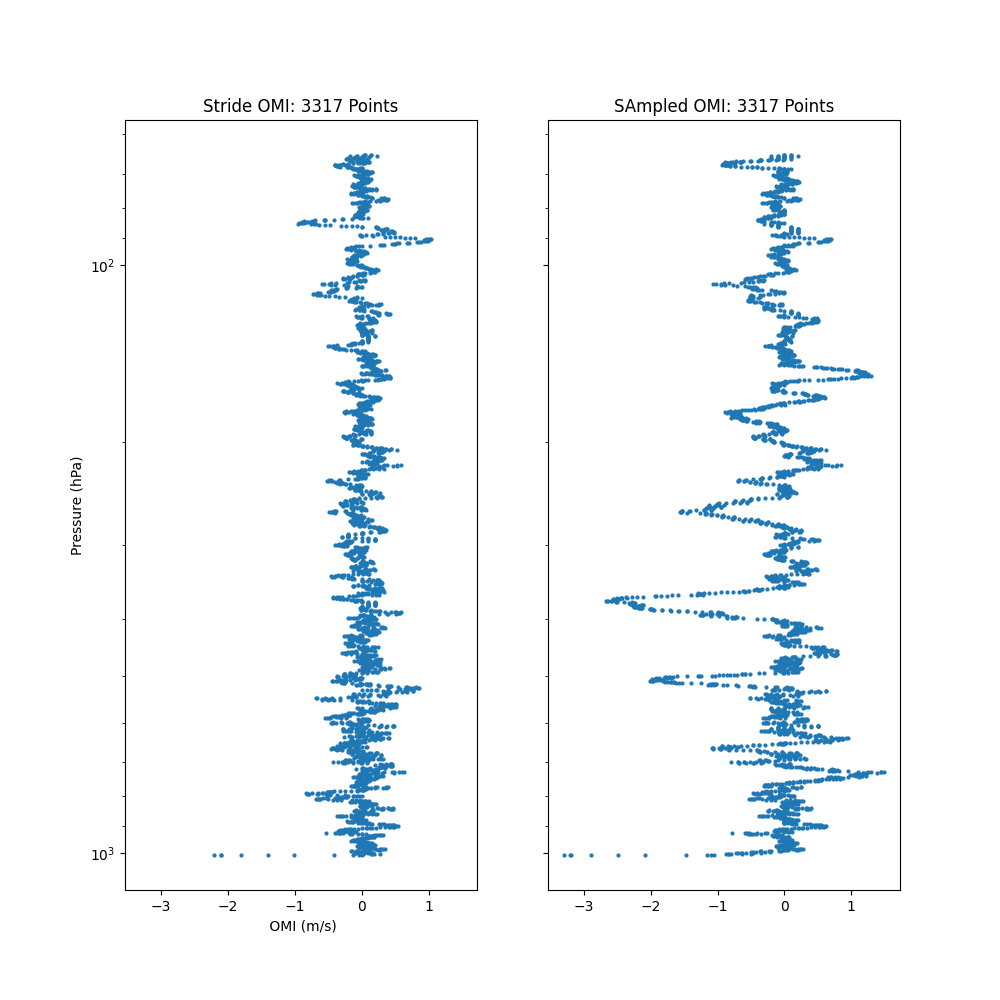 Stride OMI: 3317 Points
SAmpled OMI: 3317 Points
Pressure (hPa)
10²
10³
−3 −2 −1 0 1
−3 −2 −1 0 1
OMI (m/s)